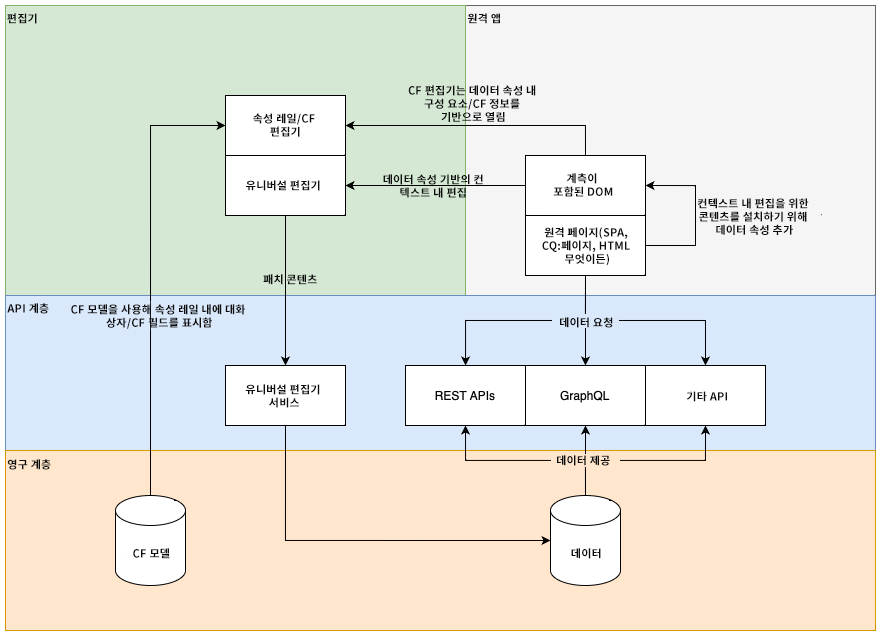 편집기
원격 앱
CF 편집기는 데이터 속성 내
구성 요소/CF 정보를
기반으로 열림
속성 레일/CF
편집기
유니버설 편집기
데이터 속성 기반의 컨
텍스트 내 편집
계측이
포함된 DOM
원격 페이지(SPA,
CQ:페이지, HTML
무엇이든)
컨텍스트 내 편집을 위한
콘텐츠를 설치하기 위해
데이터 속성 추가
패치 콘텐츠
API 계층
CF 모델을 사용해 속성 레일 내에 대화
상자/CF 필드를 표시함
데이터 요청
유니버설 편집기
서비스
REST APIs
GraphQL
기타 API
영구 계층
데이터 제공
CF 모델
데이터